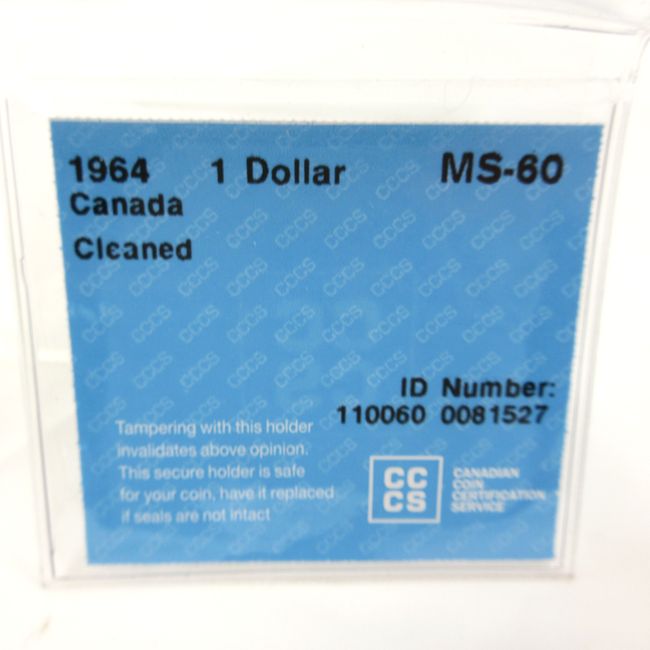 1964 1 Dollar MS-60
Canada
Cleaned
ID Number:
110060 0081527
Tampering with this holder
invalidates above opinion.
This secure holder is safe
for your coin, have it replaced
if seals are not intact
CC
CS
CANADIAN
COIN
CERTIFICATION
SERVICE